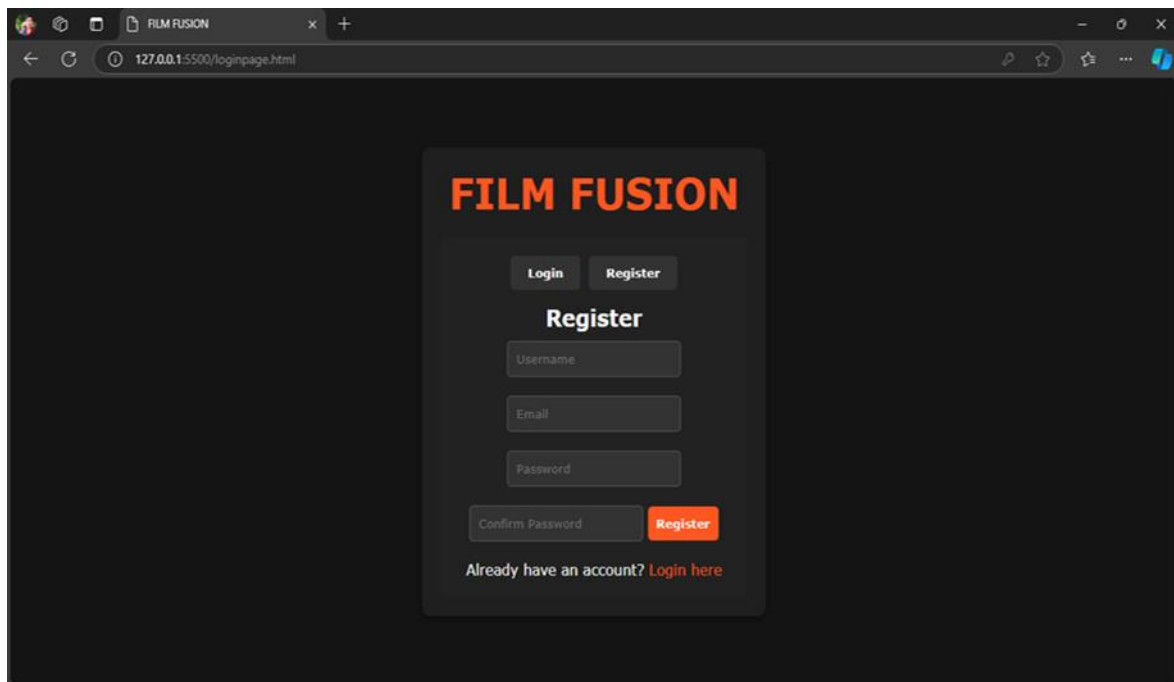 FILM FUSION
127.0.0.1:5500/loginpage.html
FILM FUSION
Login Register
Register
Username
Email
Password
Confirm Password Register
Already have an account? Login here